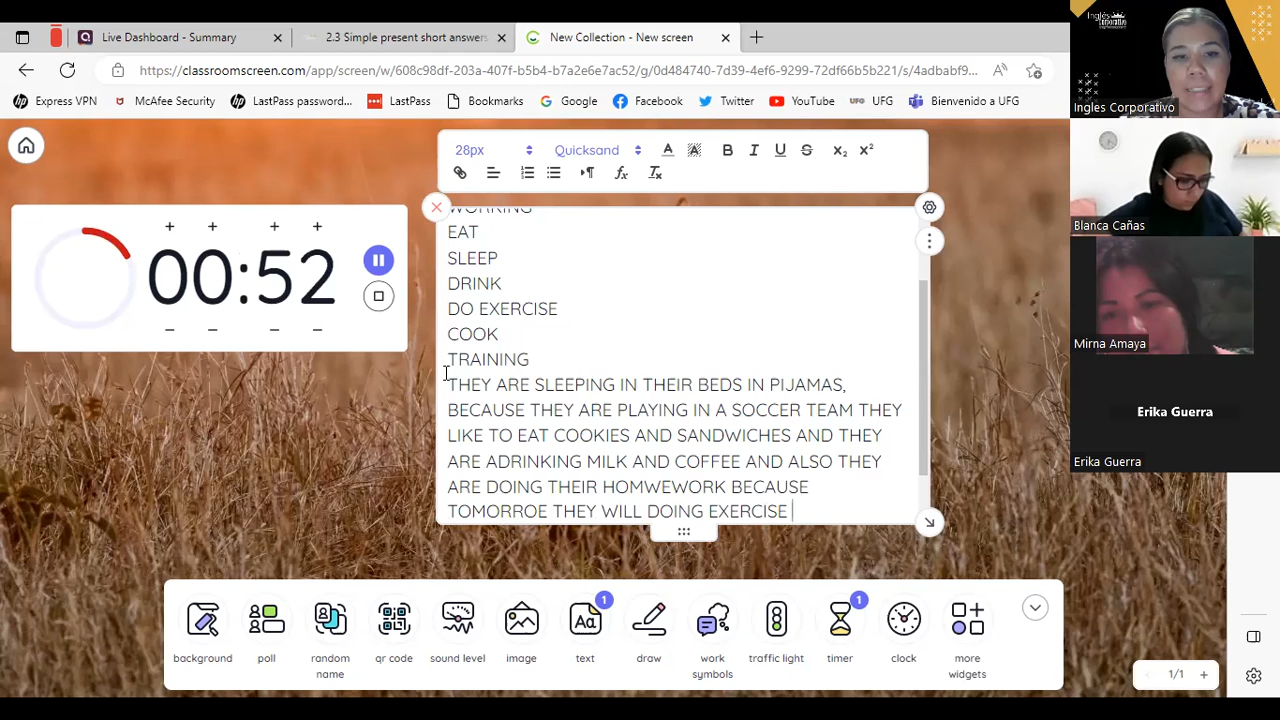 Live Dashboard - Summary
2.3 Simple present short answers
New Collection - New screen
https://classroomscreen.com/app/screen/w/608c98df-203a-407f-b5b4-b7a2e6e7ac52/g/0d484740-7d39-4ef6-9299-72df66b5b221/s/4adbabf9...
Express VPN
McAfee Security
LastPass password...
LastPass
Bookmarks
Google
Facebook
Twitter
YouTube
UFG
Bienvenido a UFG
28px
Quicksand
00:52
WORKING
EAT
SLEEP
DRINK
DO EXERCISE
COOK
TRAINING
THEY ARE SLEEPING IN THEIR BEDS IN PIJAMAS,
BECAUSE THEY ARE PLAYING IN A SOCCER TEAM THEY
LIKE TO EAT COOKIES AND SANDWICHES AND THEY
ARE ADRINKING MILK AND COFFEE AND ALSO THEY
ARE DOING THEIR HOMWEWORK BECAUSE
TOMORROE THEY WILL DOING EXERCISE
background
poll
random name
qr code
sound level
image
text
1
draw
work symbols
traffic light
timer
1
clock
more widgets
1/1
Inglés
Corporativo
Ingles Corporativo
Blanca Cañas
Mirna Amaya
Erika Guerra
Erika Guerra